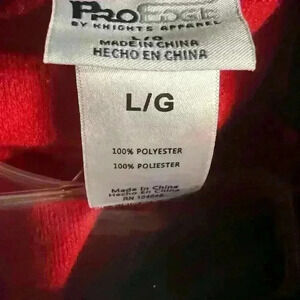 PROEDGE
BY KNIGHTS APPAREL
L/G
MADE IN CHINA
HECHO EN CHINA
L/G
100% POLYESTER
100% POLIESTER
Made In China
Hecho En China
RN